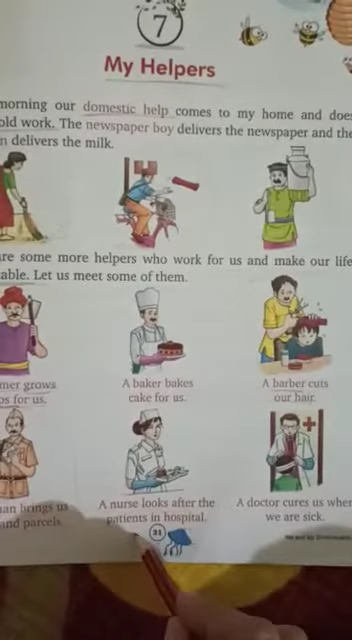 7
My Helpers
morning our domestic help comes to my home and does
old work. The newspaper boy delivers the newspaper and the
n delivers the milk.
are some more helpers who work for us and make our life
able. Let us meet some of them.
mer grows
ps for us.
A baker bakes
cake for us.
A barber cuts
our hair.
an brings us
and parcels.
A nurse looks after the
patients in hospital.
A doctor cures us when
we are sick.
31